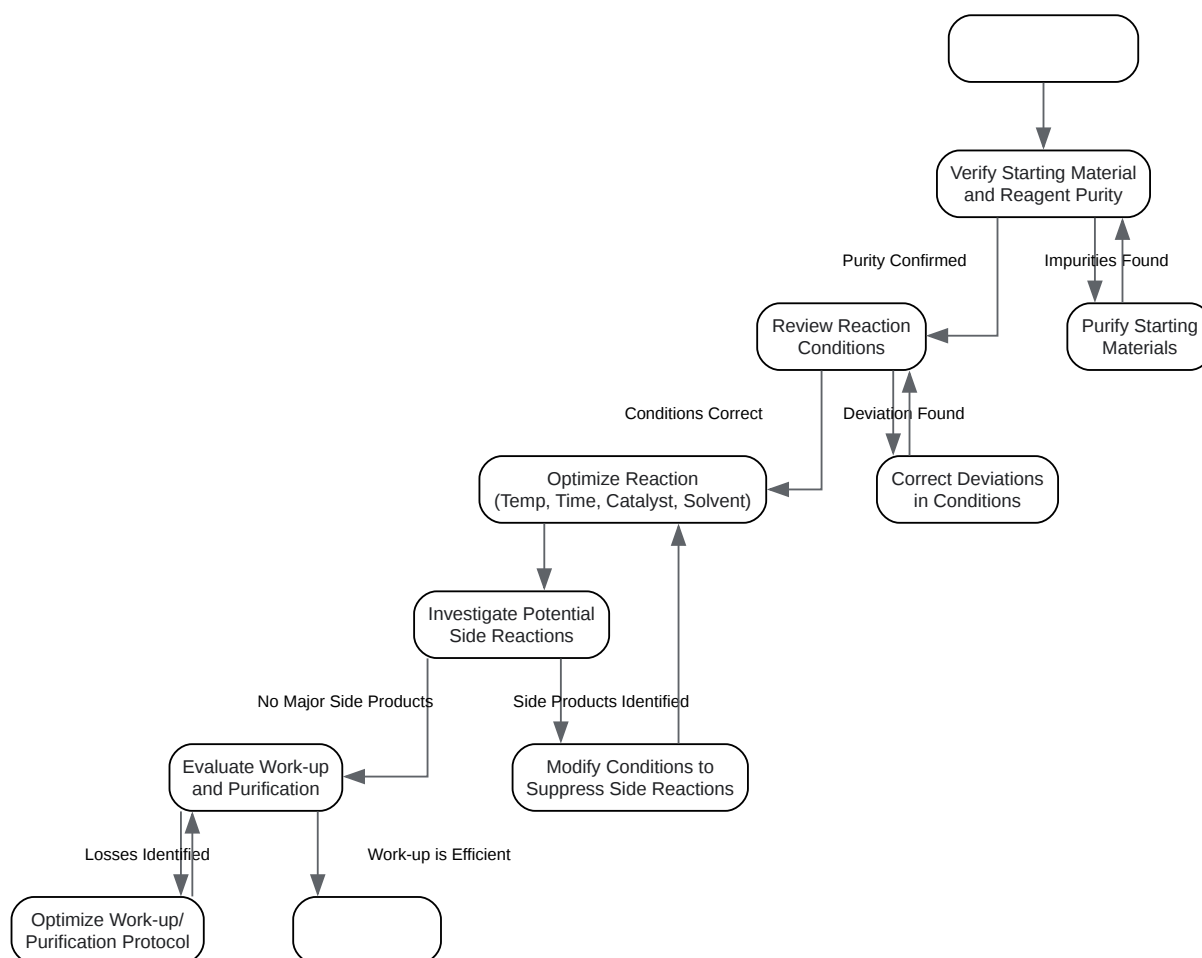 Verify Starting Material
and Reagent Purity
Purity Confirmed
Impurities Found
Review Reaction
Conditions
Purify Starting
Materials
Conditions Correct
Deviation Found
Optimize Reaction
(Temp, Time, Catalyst, Solvent)
Correct Deviations
in Conditions
Investigate Potential
Side Reactions
No Major Side Products
Side Products Identified
Evaluate Work-up
and Purification
Modify Conditions to
Suppress Side Reactions
Losses Identified
Work-up is Efficient
Optimize Work-up/
Purification Protocol